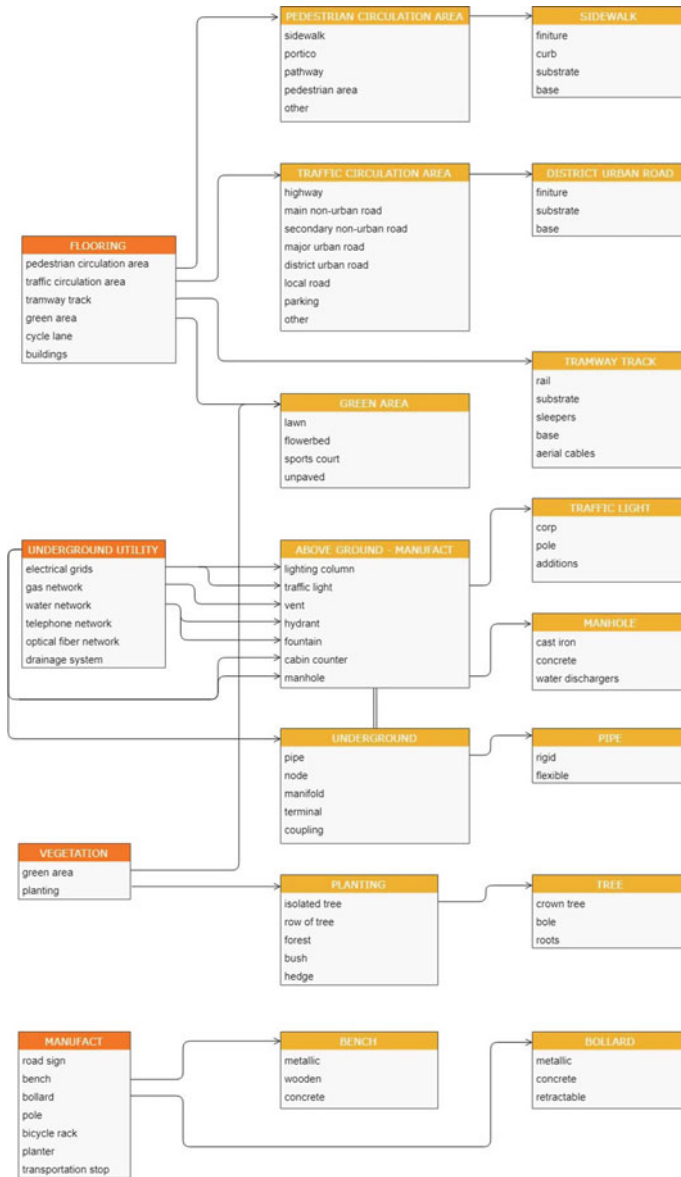 PEDESTRIAN CIRCULATION AREA
sidewalk
portico
pathway
pedestrian area
other
SIDEWALK
finiture
curb
substrate
base
TRAFFIC CIRCULATION AREA
highway
main non-urban road
secondary non-urban road
major urban road
district urban road
local road
parking
other
DISTRICT URBAN ROAD
finiture
substrate
base
FLOORING
pedestrian circulation area
traffic circulation area
tramway track
green area
cycle lane
buildings
TRAMWAY TRACK
rail
substrate
sleepers
base
aerial cables
GREEN AREA
lawn
flowerbed
sports court
unpaved
UNDERGROUND UTILITY
electrical grids
gas network
water network
telephone network
optical fiber network
drainage system
ABOVE GROUND - MANUFACT
lighting column
traffic light
vent
hydrant
fountain
cabin counter
manhole
TRAFFIC LIGHT
corp
pole
additions
MANHOLE
cast iron
concrete
water dischargers
UNDERGROUND
pipe
node
manifold
terminal
coupling
PIPE
rigid
flexible
VEGETATION
green area
planting
PLANTING
isolated tree
row of tree
forest
bush
hedge
TREE
crown tree
bole
roots
MANUFACT
road sign
bench
bollard
pole
bicycle rack
planter
transportation stop
BENCH
metallic
wooden
concrete
BOLLARD
metallic
concrete
retractable